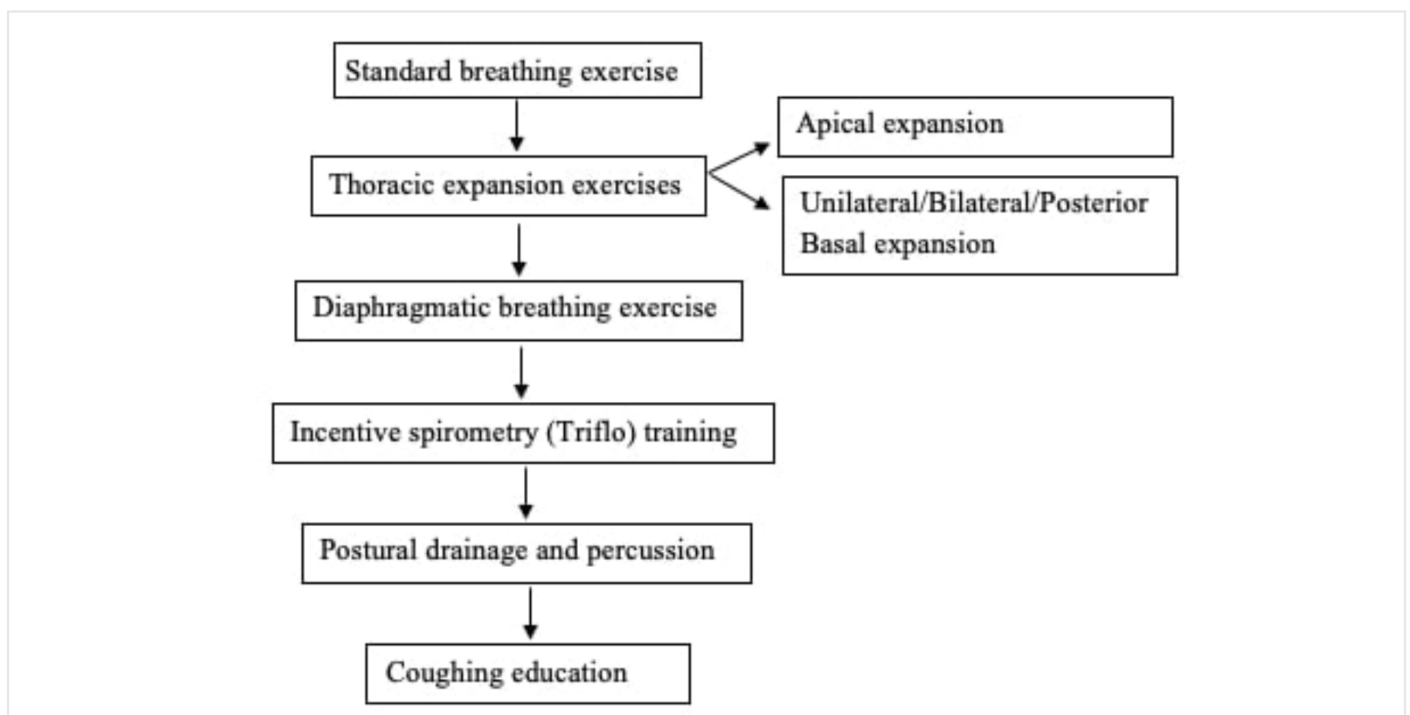 Standard breathing exercise
Thoracic expansion exercises
Apical expansion
Unilateral/Bilateral/Posterior
Basal expansion
Diaphragmatic breathing exercise
Incentive spirometry (Triflo) training
Postural drainage and percussion
Coughing education